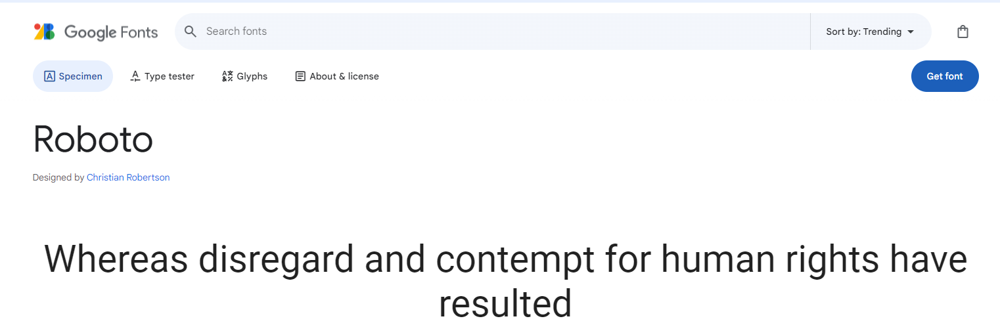 Google Fonts
Search fonts
Sort by: Trending
Specimen
Type tester
Glyphs
About & license
Get font
Roboto
Designed by Christian Robertson
Whereas disregard and contempt for human rights have
resulted